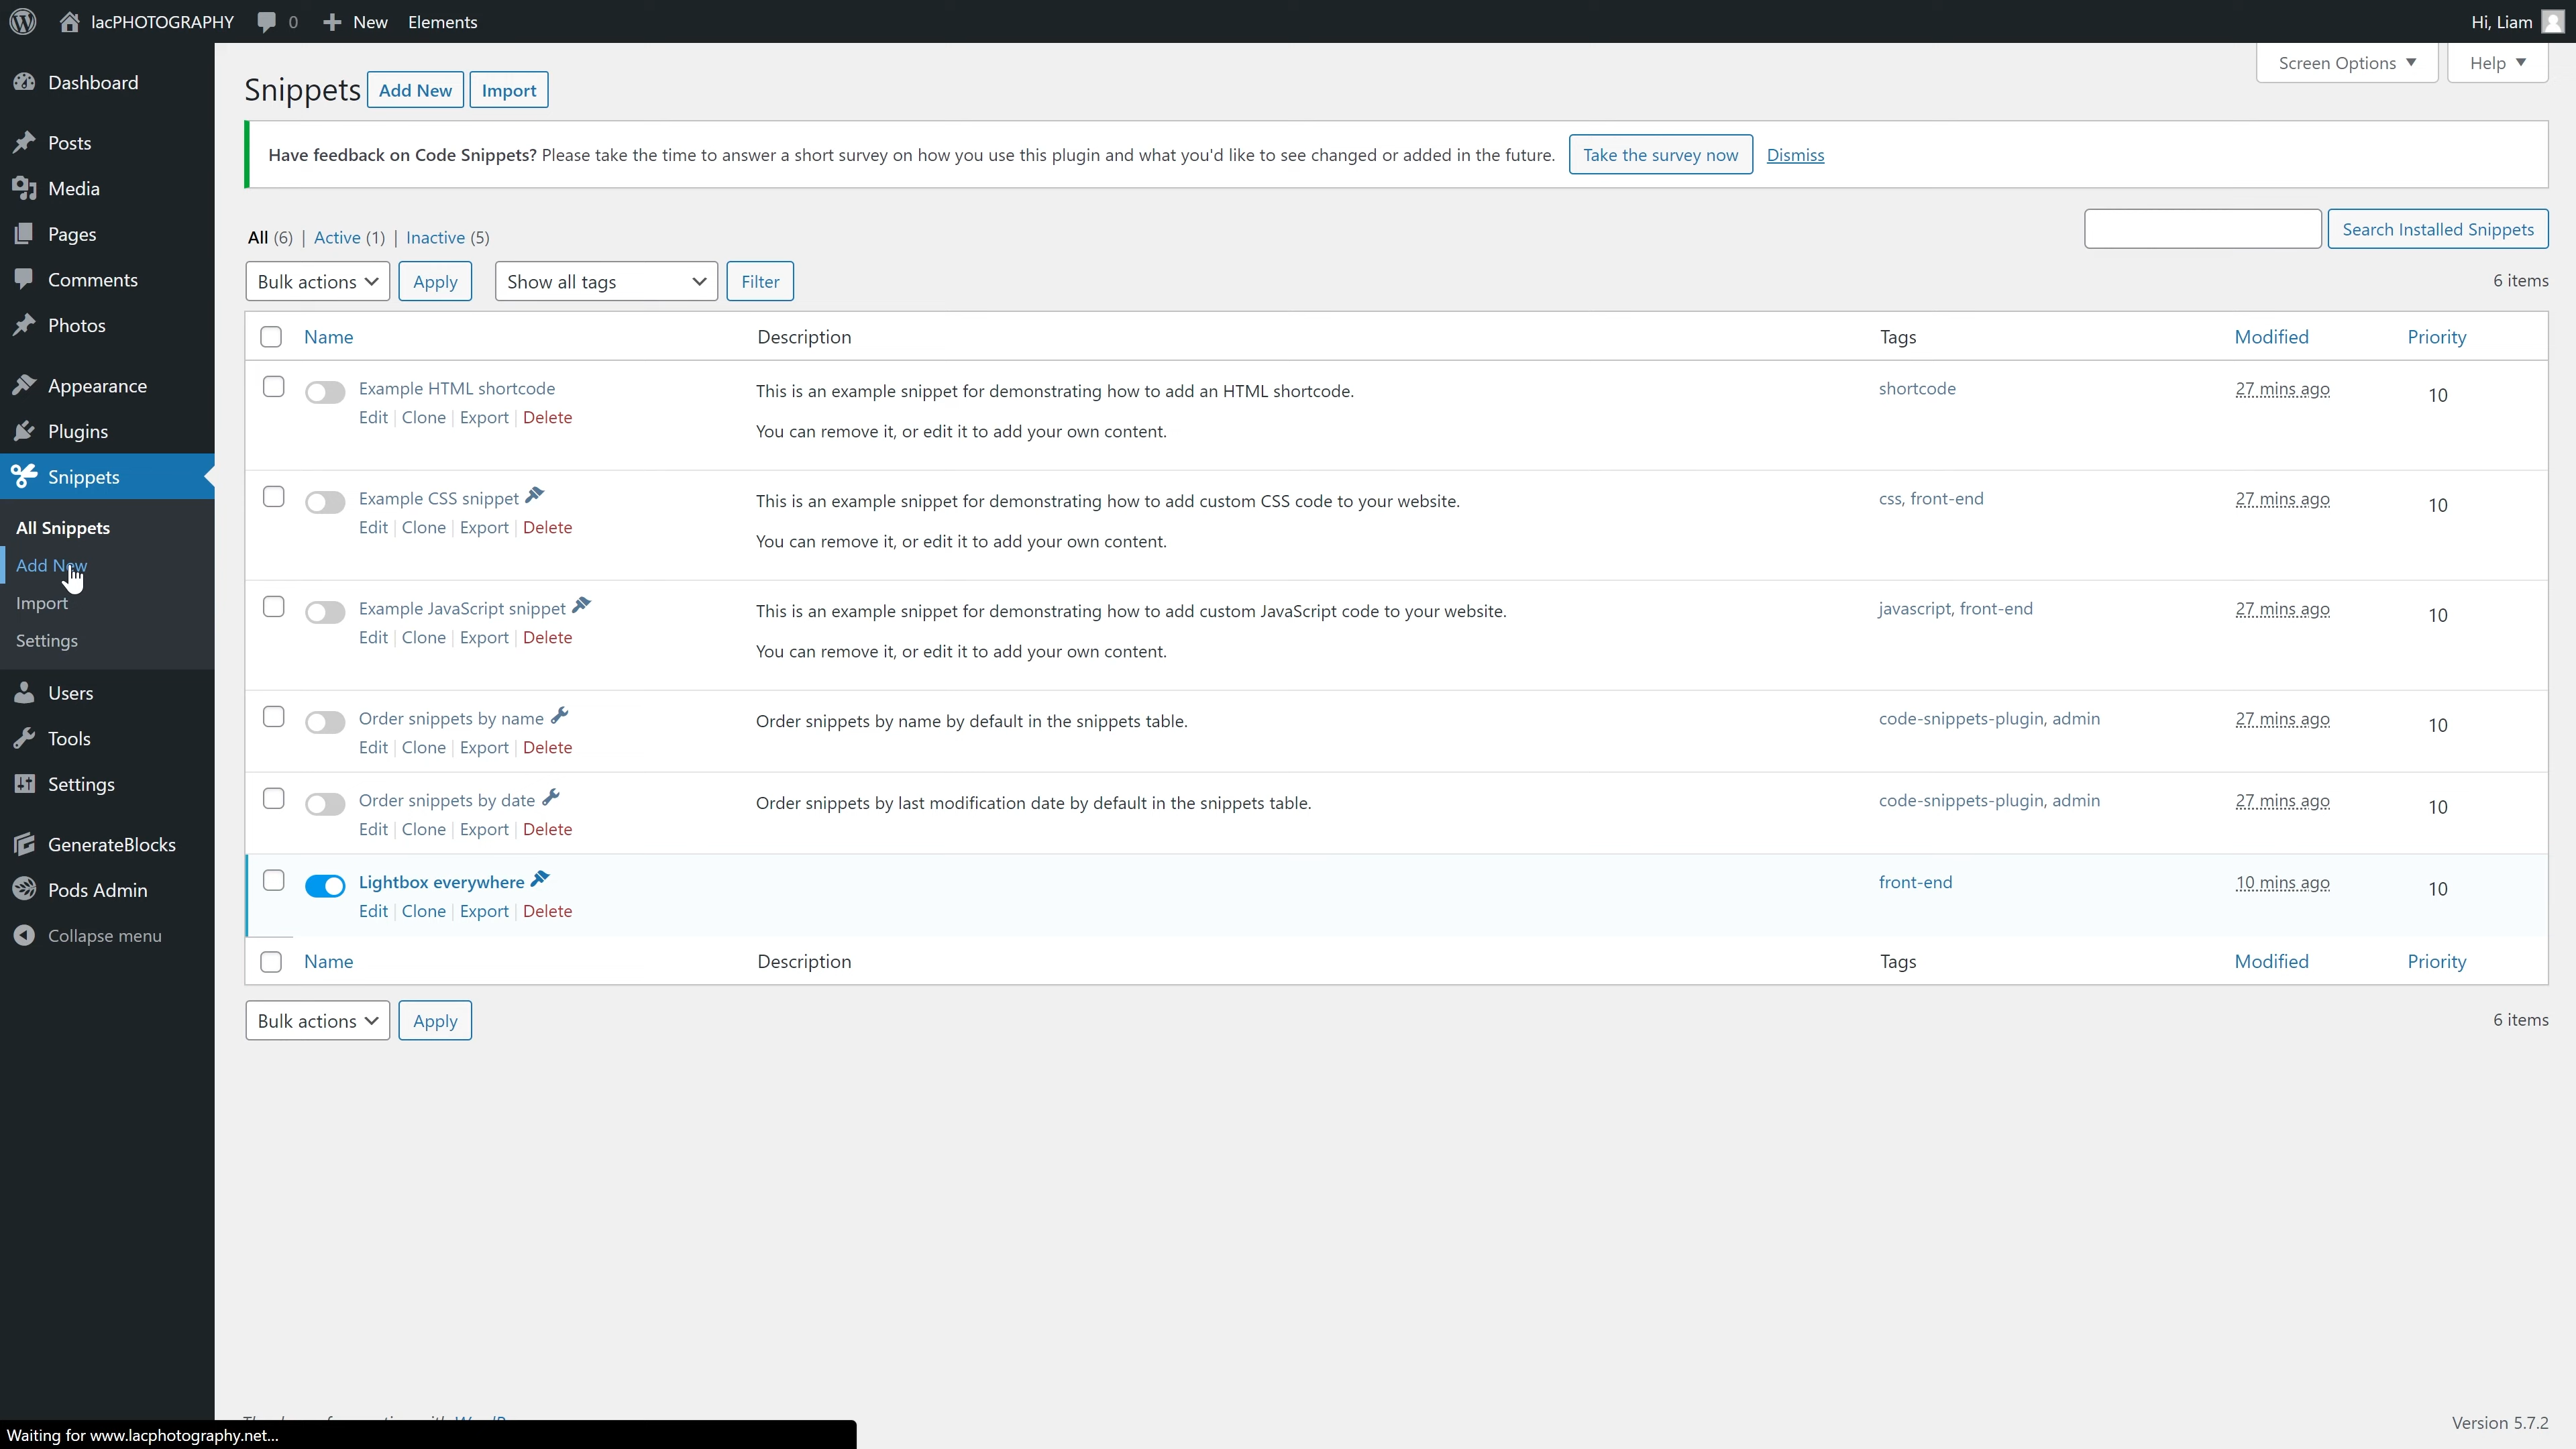 lacPHOTOGRAPHY 0 New Elements Hi, Liam
Dashboard
Posts
Media
Pages
Comments
Photos
Appearance
Plugins
Snippets
All Snippets
Add New
Import
Settings
Users
Tools
Settings
GenerateBlocks
Pods Admin
Collapse menu
Screen Options Help
Snippets Add New Import
Have feedback on Code Snippets? Please take the time to answer a short survey on how you use this plugin and what you'd like to see changed or added in the future. Take the survey now Dismiss
All (6) | Active (1) | Inactive (5)
Search Installed Snippets
Bulk actions Apply Show all tags Filter 6 items
Name Description Tags Modified Priority
Example HTML shortcode This is an example snippet for demonstrating how to add an HTML shortcode. shortcode 27 mins ago 10
Edit | Clone | Export | Delete You can remove it, or edit it to add your own content.
Example CSS snippet This is an example snippet for demonstrating how to add custom CSS code to your website. css, front-end 27 mins ago 10
Edit | Clone | Export | Delete You can remove it, or edit it to add your own content.
Example JavaScript snippet This is an example snippet for demonstrating how to add custom JavaScript code to your website. javascript, front-end 27 mins ago 10
Edit | Clone | Export | Delete You can remove it, or edit it to add your own content.
Order snippets by name Order snippets by name by default in the snippets table. code-snippets-plugin, admin 27 mins ago 10
Edit | Clone | Export | Delete
Order snippets by date Order snippets by last modification date by default in the snippets table. code-snippets-plugin, admin 27 mins ago 10
Edit | Clone | Export | Delete
Lightbox everywhere front-end 10 mins ago 10
Edit | Clone | Export | Delete
Name Description Tags Modified Priority
Bulk actions Apply 6 items
Version 5.7.2
Waiting for www.lacphotography.net...